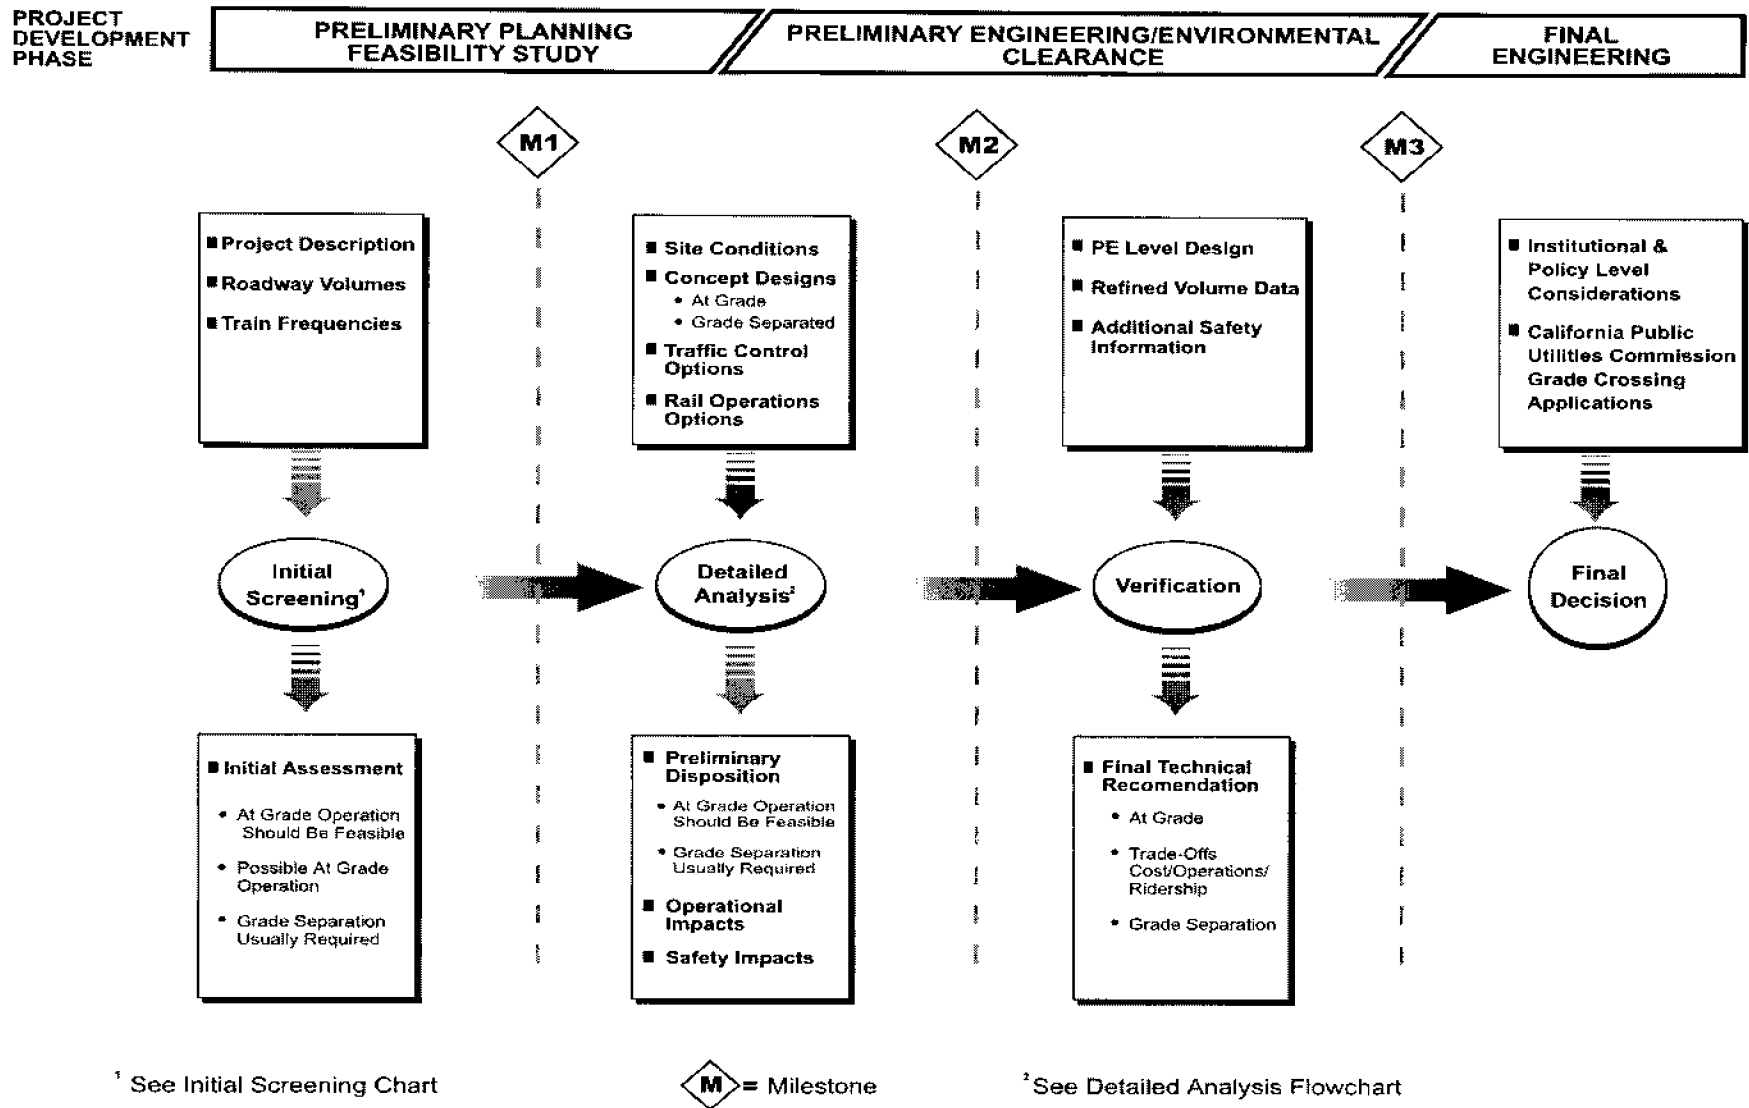 PROJECT
DEVELOPMENT
PHASE
PRELIMINARY PLANNING
FEASIBILITY STUDY
PRELIMINARY ENGINEERING/ENVIRONMENTAL
CLEARANCE
FINAL
ENGINEERING
M1
M2
M3
■ Project Description
■ Roadway Volumes
■ Train Frequencies
■ Site Conditions
■ Concept Designs
• At Grade
• Grade Separated
■ Traffic Control
Options
■ Rail Operations
Options
■ PE Level Design
■ Refined Volume Data
■ Additional Safety
Information
■ Institutional &
Policy Level
Considerations
■ California Public
Utilities Commission
Grade Crossing
Applications
Initial
Screening¹
Detailed
Analysis²
Verification
Final
Decision
■ Initial Assessment
• At Grade Operation
Should Be Feasible
• Possible At Grade
Operation
• Grade Separation
Usually Required
■ Preliminary
Disposition
• At Grade Operation
Should Be Feasible
• Grade Separation
Usually Required
■ Operational
Impacts
■ Safety Impacts
■ Final Technical
Recomendation
• At Grade
• Trade-Offs
Cost/Operations/
Ridership
• Grade Separation
¹ See Initial Screening Chart
M = Milestone
² See Detailed Analysis Flowchart